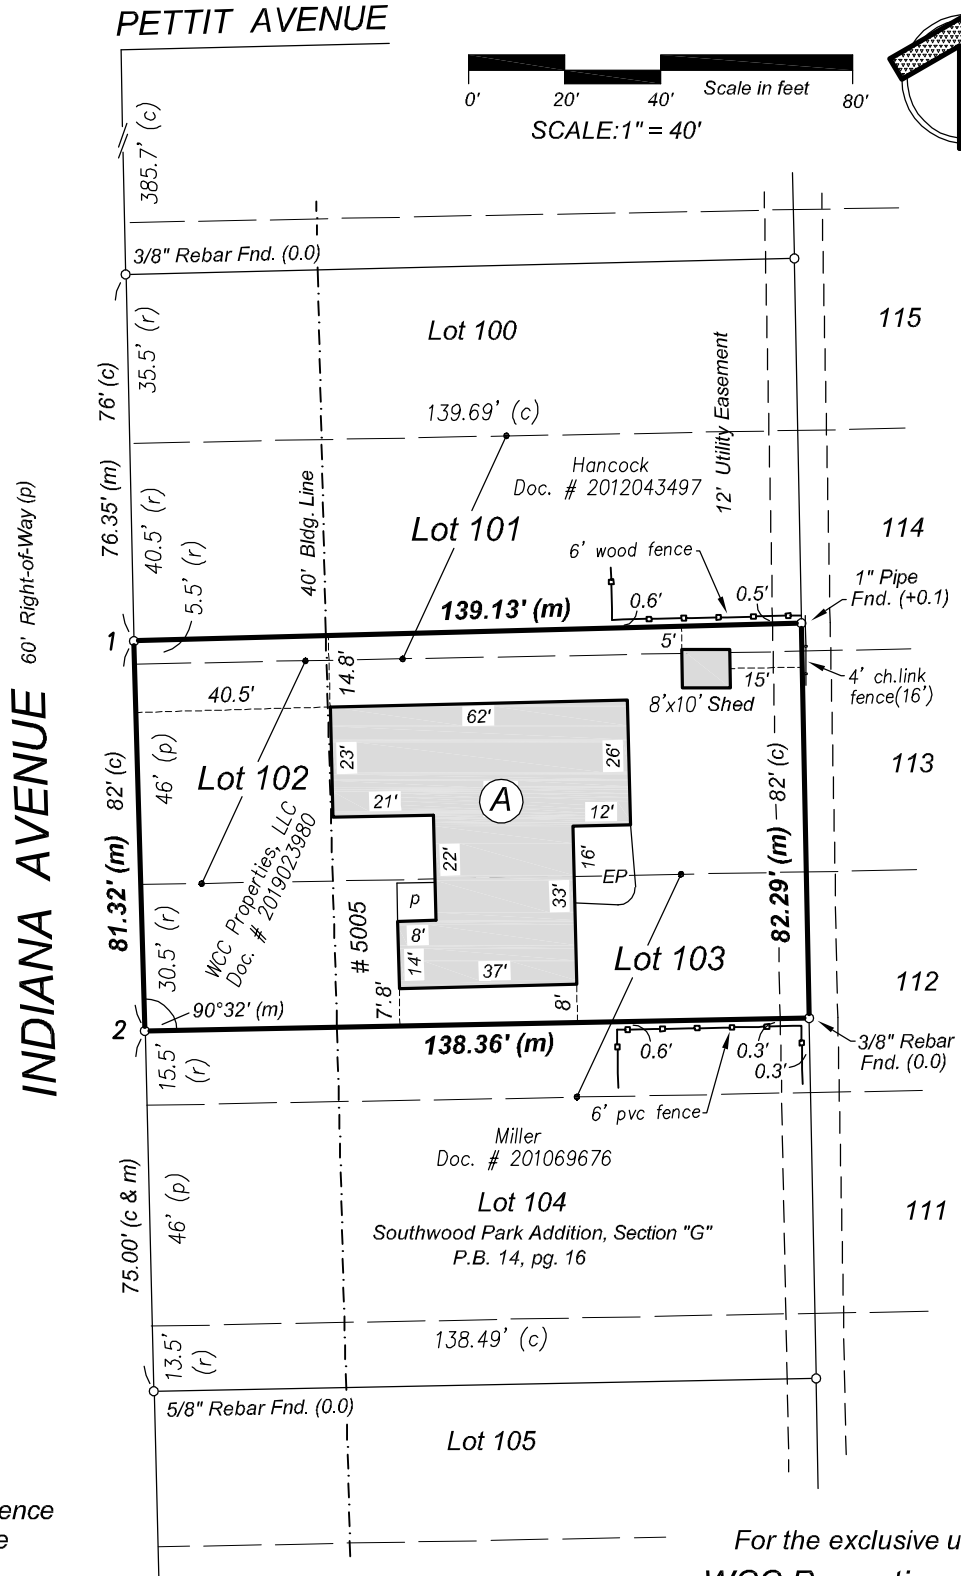 PETTIT AVENUE
0' 20' 40' 80'
Scale in feet
SCALE:1" = 40'
385.7' (c)
3/8" Rebar Fnd. (0.0)
35.5' (r)
76' (c)
Lot 100
115
12' Utility Easement
139.69' (c)
Hancock
Doc. # 2012043497
Lot 101
114
40' Bldg. Line
60' Right-of-Way (p)
76.35' (m)
40.5' (r)
5.5' (r)
6' wood fence
1" Pipe
Fnd. (+0.1)
0.6'
0.5'
139.13' (m)
1
INDIANA AVENUE
5'
15'
8'x10' Shed
4' ch.link
fence(16')
14.8'
40.5'
62'
23'
26'
21'
12'
A
Lot 102
46' (p)
82' (c)
81.32' (m)
82' (c)
82.29' (m)
113
WCC Properties, LLC
Doc. # 2019023980
22'
16'
EP
p
33'
8'
14'
37'
# 5005
Lot 103
112
30.5' (r)
90°32' (m)
7'.8'
8'
2
138.36' (m)
0.6'
0.3'
0.3'
3/8" Rebar
Fnd. (0.0)
15.5'
(r)
6' pvc fence
Miller
Doc. # 201069676
Lot 104
Southwood Park Addition, Section "G"
P.B. 14, pg. 16
111
75.00' (c & m)
46' (p)
13.5'
(r)
138.49' (c)
5/8" Rebar Fnd. (0.0)
Lot 105
ence
e
For the exclusive u